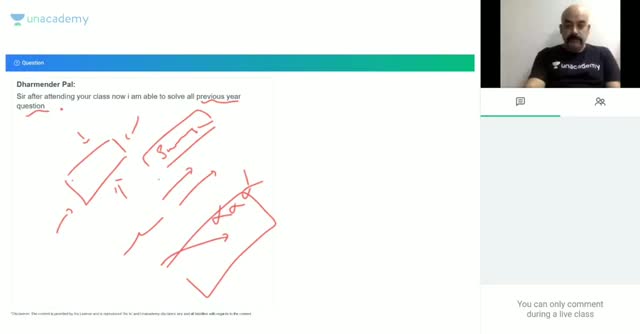 unacademy
Question
Dharmender Pal:
Sir after attending your class now i am able to solve all previous year
question
unacademy
You can only comment
during a live class